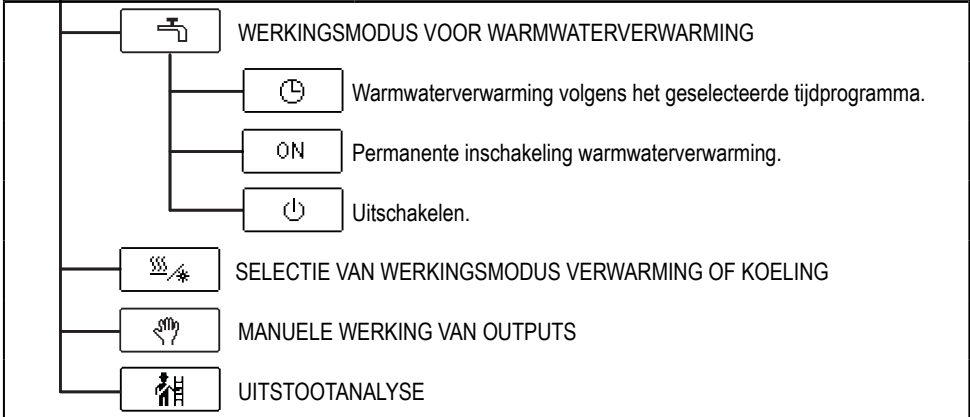 WERKINGSMODUS VOOR WARMWATERVERWARMING
Warmwaterverwarming volgens het geselecteerde tijdprogramma.
ON Permanente inschakeling warmwaterverwarming.
Uitschakelen.
SELECTIE VAN WERKINGSMODUS VERWARMING OF KOELING
MANUELE WERKING VAN OUTPUTS
UITSTOOTANALYSE